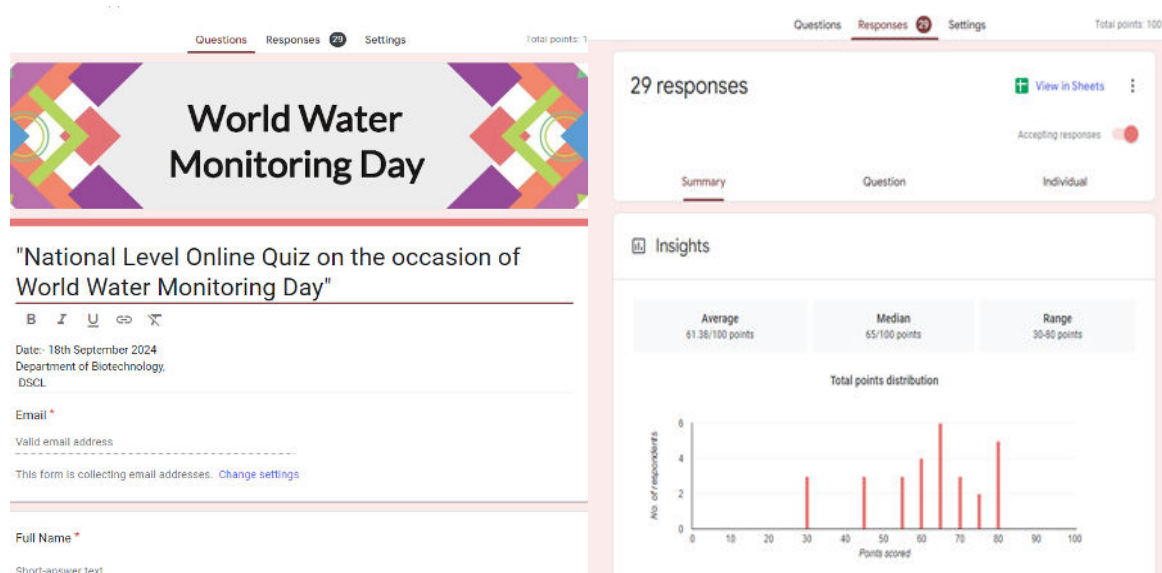 Questions Responses 29 Settings
Total points: 1
World Water
Monitoring Day
"National Level Online Quiz on the occasion of
World Water Monitoring Day"
B I U
Date:- 18th September 2024
Department of Biotechnology,
DSCL
Email *
Valid email address
This form is collecting email addresses. Change settings
Full Name *
Short-answer text
Questions Responses 29 Settings
Total points: 100
29 responses
View in Sheets
Accepting responses
Summary Question Individual
Insights
Average Median Range
61.38/100 points 65/100 points 30-80 points
Total points distribution
No. of respondents
6
4
2
0
0 10 20 30 40 50 60 70 80 90 100
Points scored